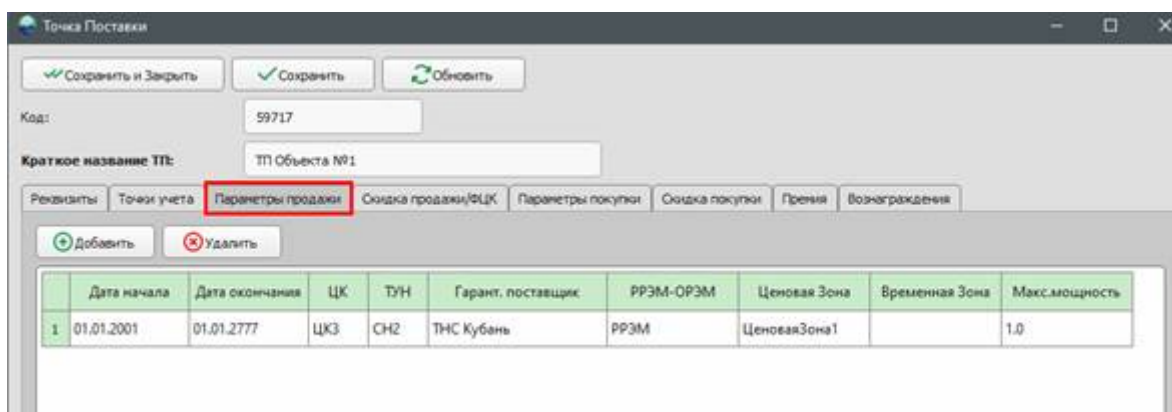 Точка Поставки
Сохранить и Закрыть Сохранить Обновить
Код: 59717
Краткое название ТП: ТП Объекта №1
Реквизиты Точки учета Параметры продажи Скидка продажи/ФЦК Параметры покупки Скидка покупки Премия Вознаграждения
Добавить Удалить
Дата начала Дата окончания ЦК ТУН Гарант. поставщик РРЭМ-ОРЭМ Ценовая Зона Временная Зона Макс.мощность
1 01.01.2001 01.01.2777 ЦК3 СН2 ТНС Кубань РРЭМ ЦеноваяЗона1 1.0